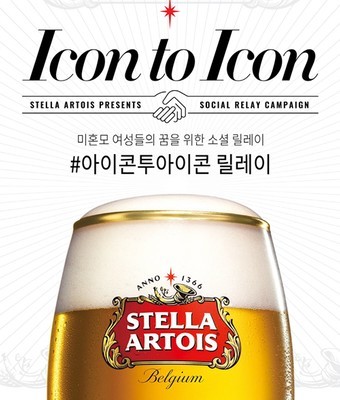 Icon to Icon
STELLA ARTOIS PRESENTS SOCIAL RELAY CAMPAIGN
미혼모 여성들의 꿈을 위한 소셜 릴레이
#아이콘투아이콘 릴레이
ANNO 1366
STELLA
ARTOIS
Belgium